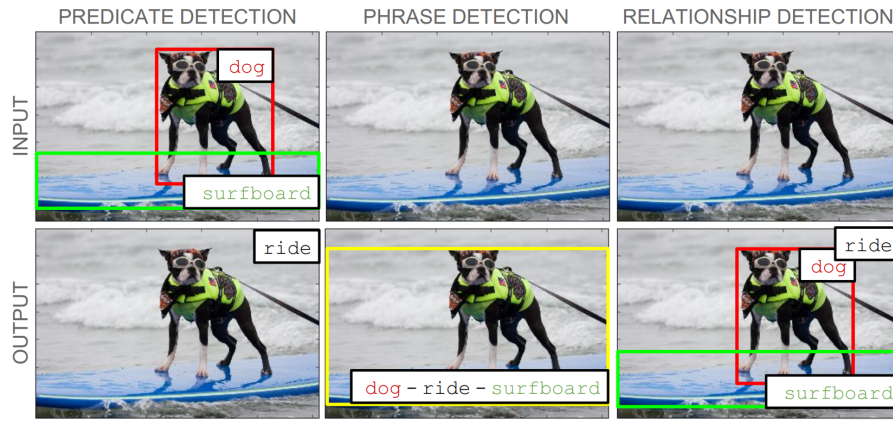 PREDICATE DETECTION PHRASE DETECTION RELATIONSHIP DETECTION
INPUT
dog
surfboard
OUTPUT
ride
dog - ride - surfboard
ride
dog
surfboard